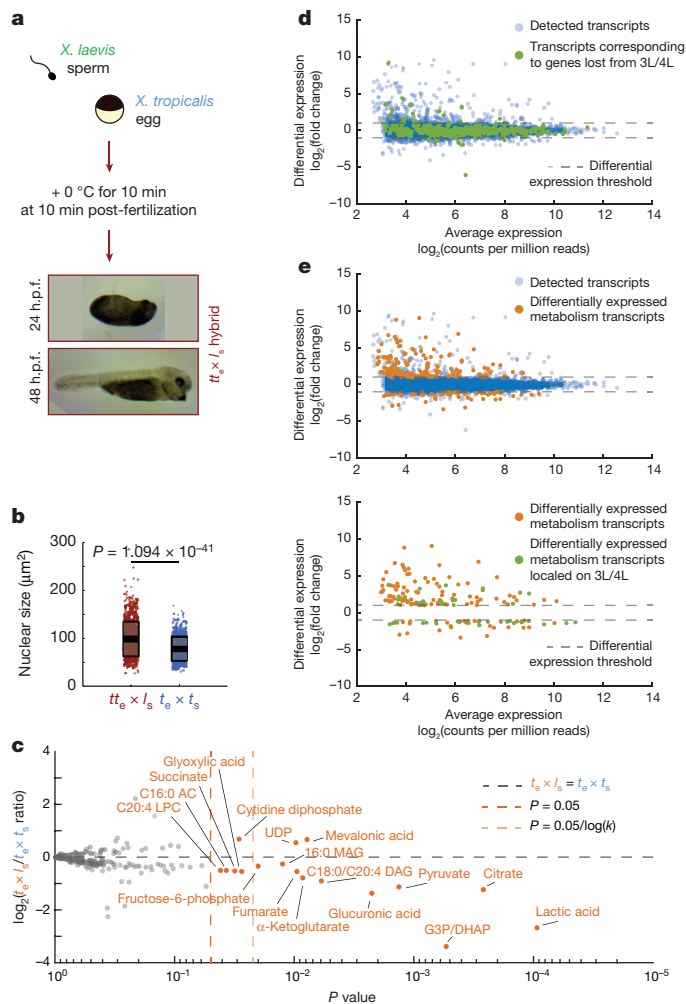 a
X. laevis
sperm
X. tropicalis
egg
+ 0 °C for 10 min
at 10 min post-fertilization
24 h.p.f.
48 h.p.f.
tte × ls hybrid
b
Nuclear size (μm²)
300
200
100
0
P = 1.094 × 10⁻⁴¹
tte × ls
te × ts
c
log₂(te × ls/te × ts ratio)
4
2
0
−2
−4
Glyoxylic acid
Succinate
C16:0 AC
C20:4 LPC
Cytidine diphosphate
UDP
Mevalonic acid
16:0 MAG
C18:0/C20:4 DAG
Pyruvate
Citrate
Fructose-6-phosphate
Fumarate
α-Ketoglutarate
Glucuronic acid
G3P/DHAP
Lactic acid
te × ls = te × ts
P = 0.05
P = 0.05/log(k)
10⁰ 10⁻¹ 10⁻² 10⁻³ 10⁻⁴ 10⁻⁵
P value
d
Differential expression
log₂(fold change)
15
10
5
0
−5
−10
Detected transcripts
Transcripts corresponding
to genes lost from 3L/4L
Differential
expression threshold
2 4 6 8 10 12 14
Average expression
log₂(counts per million reads)
e
Differential expression
log₂(fold change)
15
10
5
0
−5
−10
Detected transcripts
Differentially expressed
metabolism transcripts
2 4 6 8 10 12 14
Differential expression
log₂(fold change)
15
10
5
0
−5
−10
Differentially expressed
metabolism transcripts
Differentially expressed
metabolism transcripts
localed on 3L/4L
Differential
expression threshold
2 4 6 8 10 12 14
Average expression
log₂(counts per million reads)